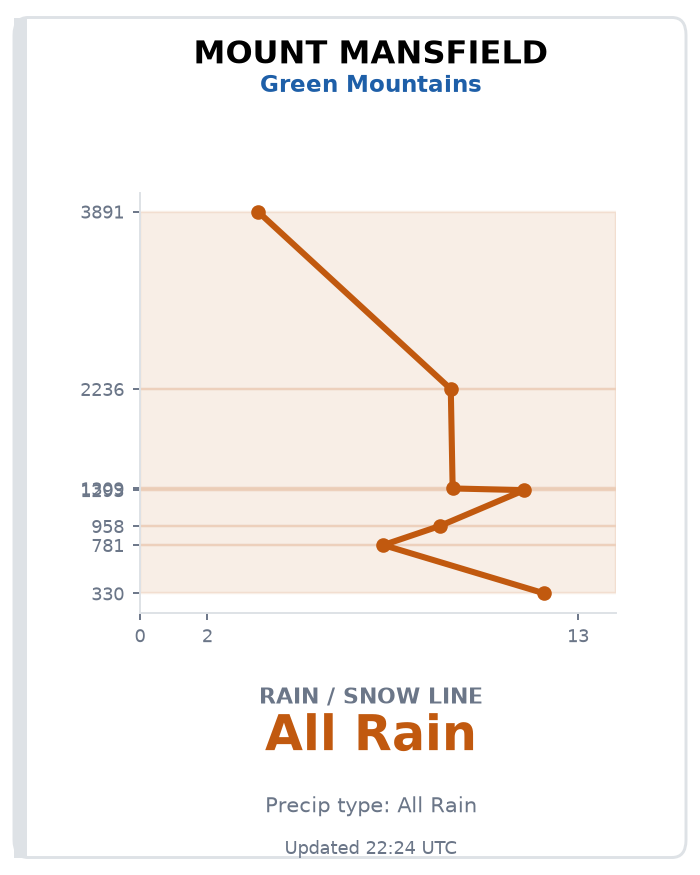 MOUNT MANSFIELD
Green Mountains
3891
2236
958
781
330
0 2 13
RAIN / SNOW LINE
All Rain
Precip type: All Rain
Updated 22:24 UTC